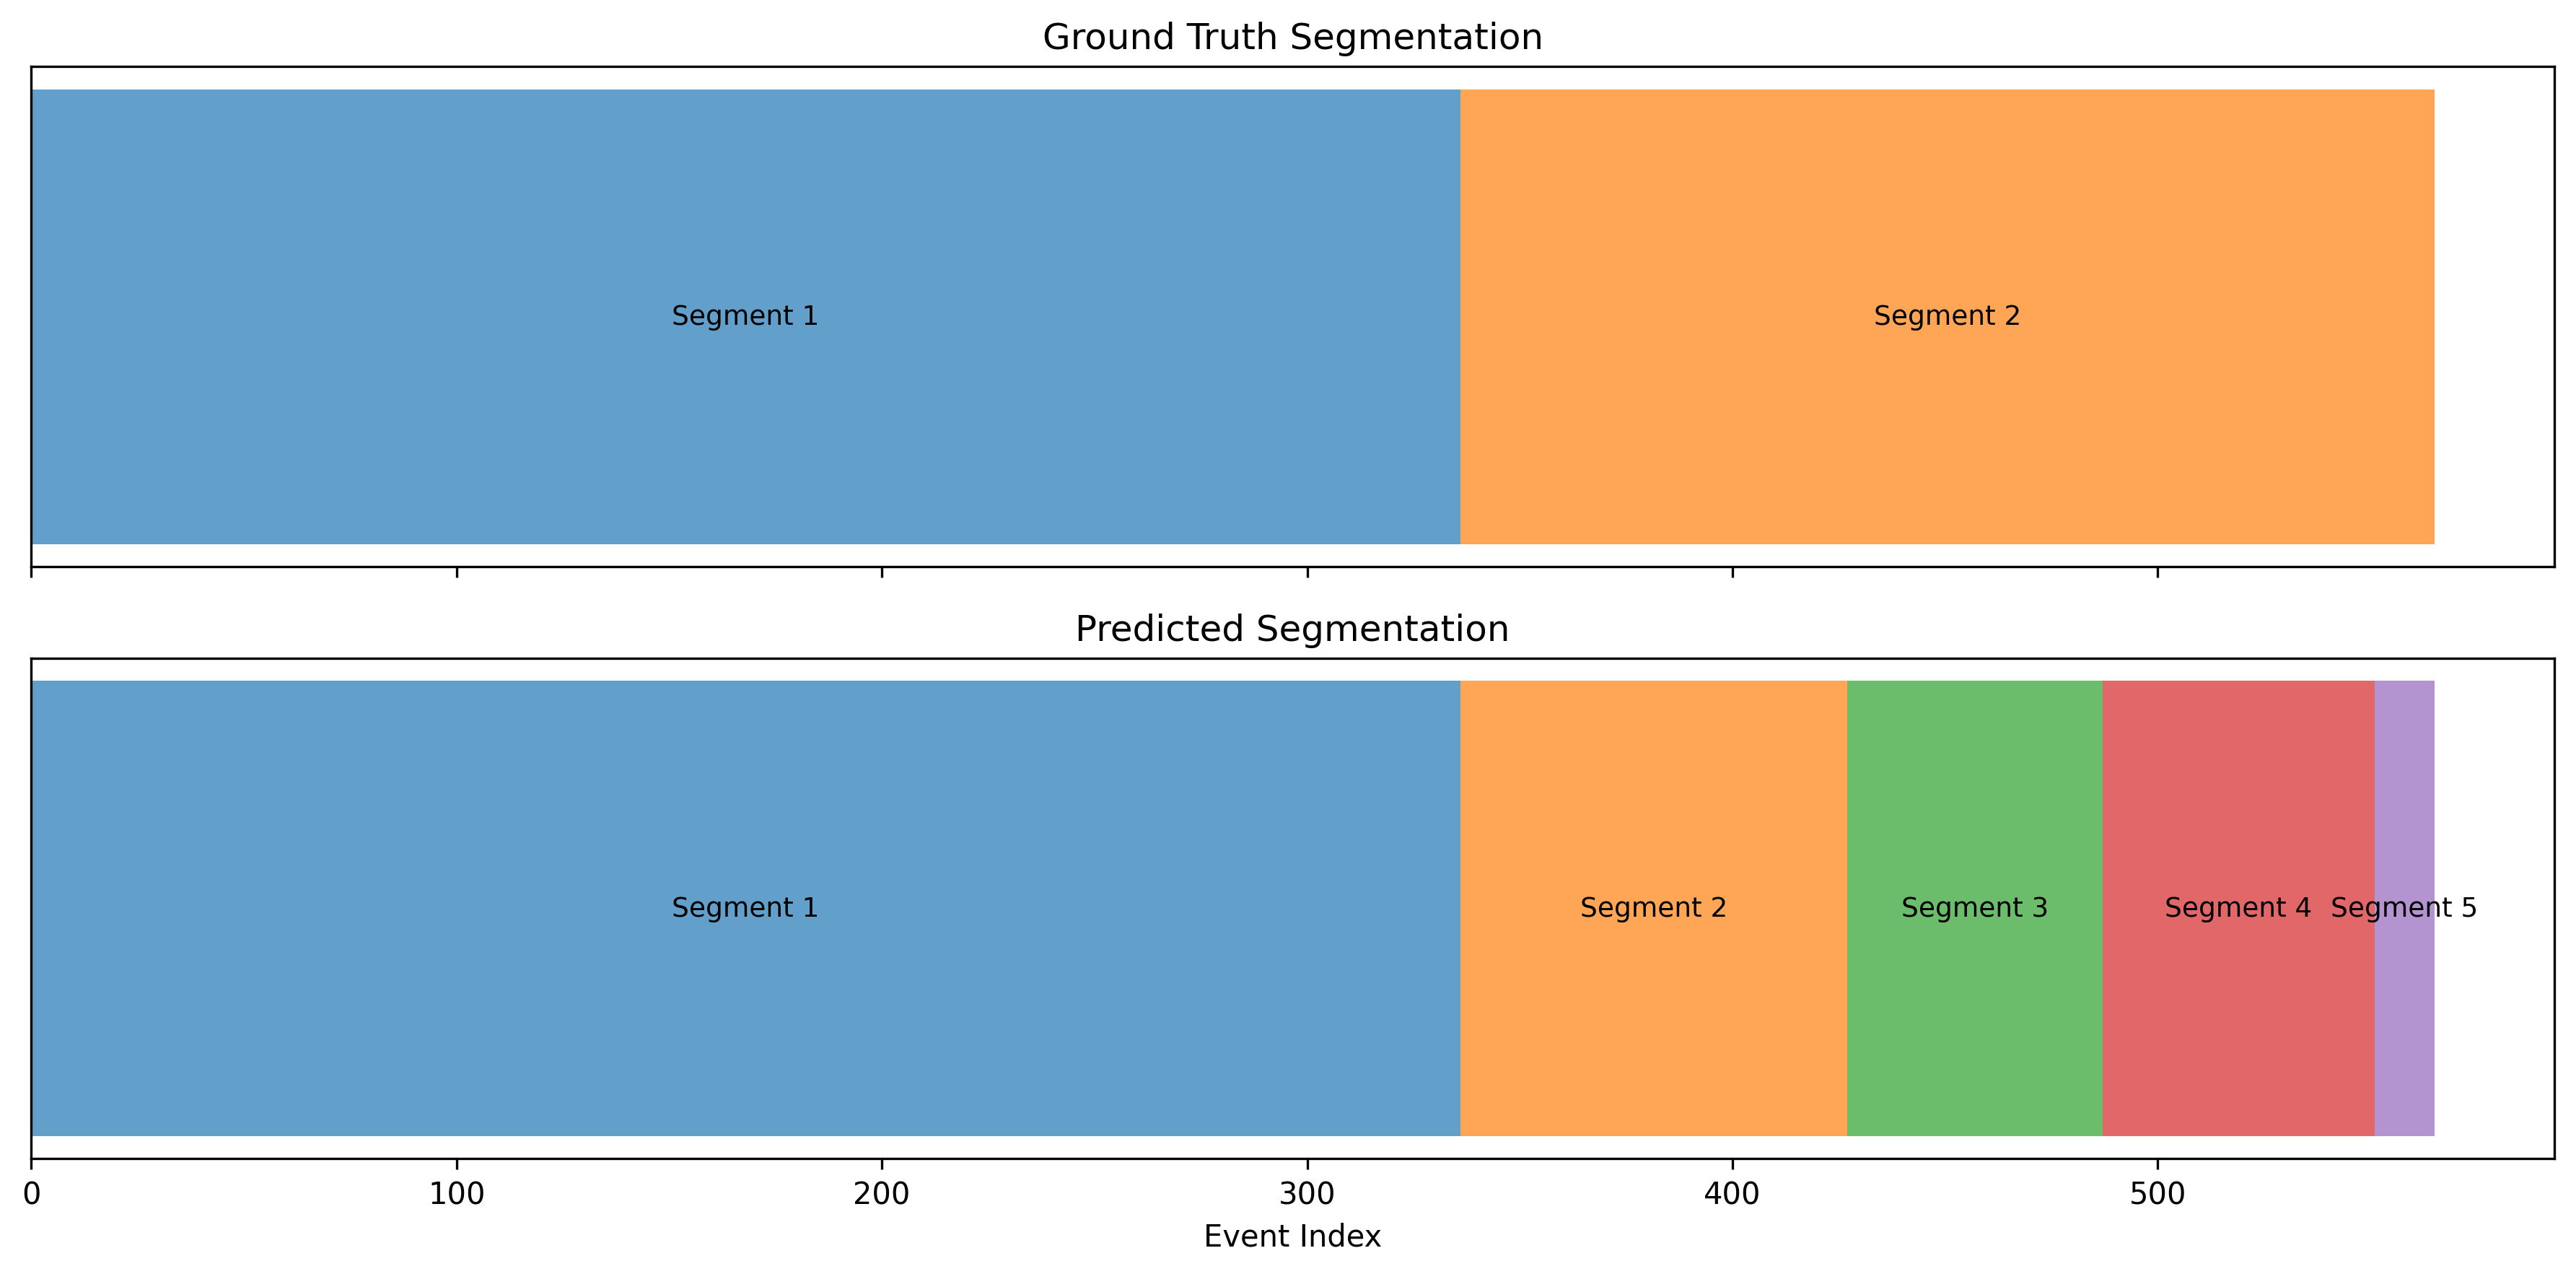 Ground Truth Segmentation
Segment 1 Segment 2
Predicted Segmentation
Segment 1 Segment 2 Segment 3 Segment 4 Segment 5
0 100 200 300 400 500
Event Index